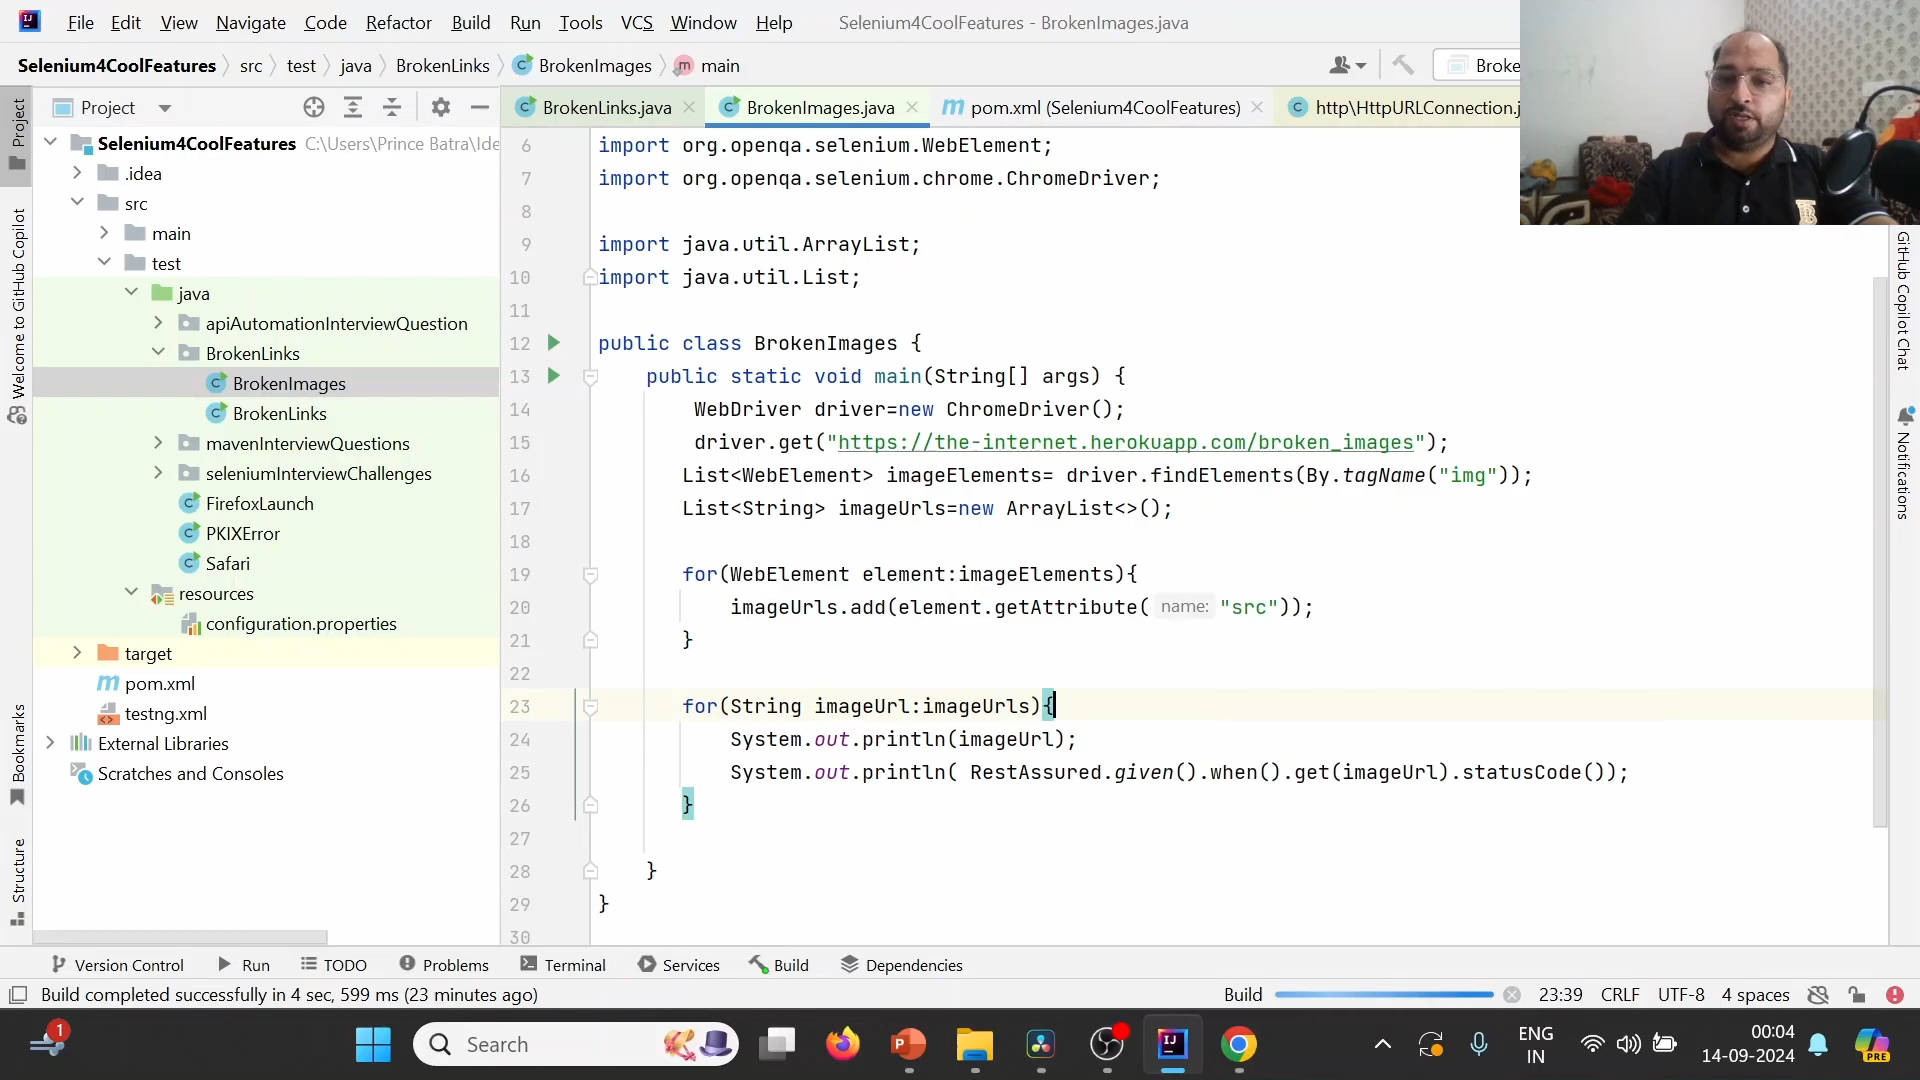 File Edit View Navigate Code Refactor Build Run Tools VCS Window Help Selenium4CoolFeatures - BrokenImages.java
Selenium4CoolFeatures src test java BrokenLinks BrokenImages main Broke
Project
BrokenLinks.java BrokenImages.java pom.xml (Selenium4CoolFeatures) http\HttpURLConnection.j
Project
Welcome to GitHub Copilot
Bookmarks
Structure
Selenium4CoolFeatures C:\Users\Prince Batra\Ide
.idea
src
main
test
java
apiAutomationInterviewQuestion
BrokenLinks
BrokenImages
BrokenLinks
mavenInterviewQuestions
seleniumInterviewChallenges
FirefoxLaunch
PKIXError
Safari
resources
configuration.properties
target
pom.xml
testng.xml
External Libraries
Scratches and Consoles
6 import org.openqa.selenium.WebElement;
7 import org.openqa.selenium.chrome.ChromeDriver;
8
9 import java.util.ArrayList;
10 import java.util.List;
11
12 public class BrokenImages {
13 public static void main(String[] args) {
14 WebDriver driver=new ChromeDriver();
15 driver.get("https://the-internet.herokuapp.com/broken_images");
16 List<WebElement> imageElements= driver.findElements(By.tagName("img"));
17 List<String> imageUrls=new ArrayList<>();
18
19 for(WebElement element:imageElements){
20 imageUrls.add(element.getAttribute( name: "src"));
21 }
22
23 for(String imageUrl:imageUrls){
24 System.out.println(imageUrl);
25 System.out.println( RestAssured.given().when().get(imageUrl).statusCode());
26 }
27
28 }
29 }
30
GitHub Copilot Chat
Notifications
Version Control Run TODO Problems Terminal Services Build Dependencies
Build completed successfully in 4 sec, 599 ms (23 minutes ago) Build 23:39 CRLF UTF-8 4 spaces
1 Search ENG IN 00:04 14-09-2024 PRE